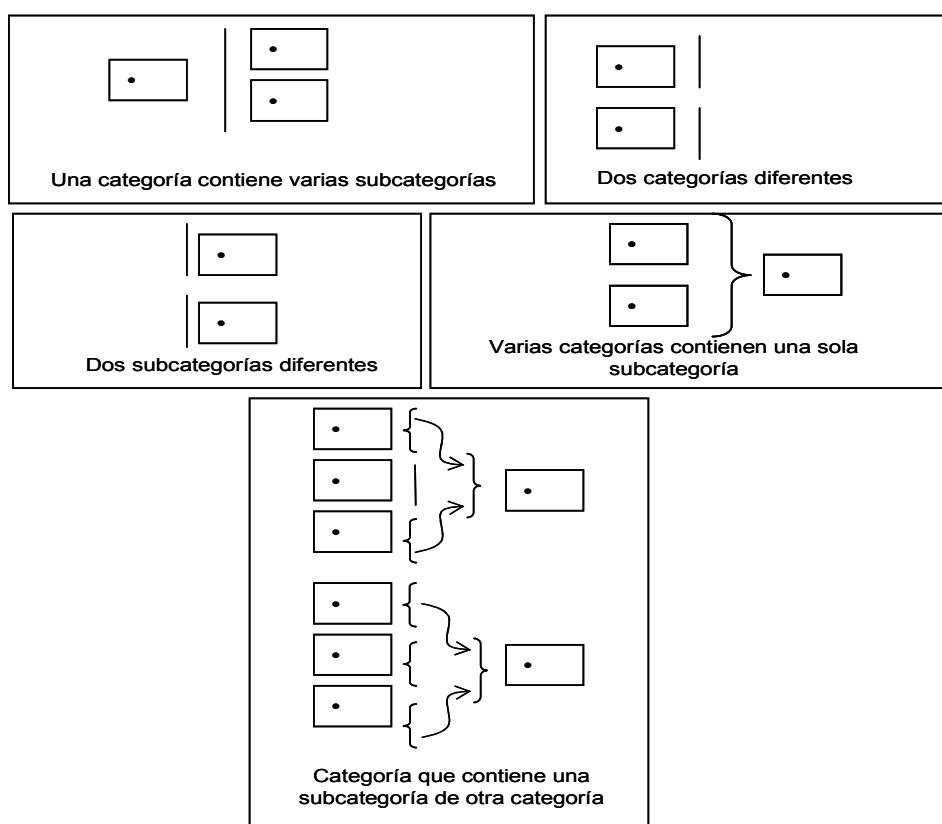 Una categoría contiene varias subcategorías
Dos categorías diferentes
Dos subcategorías diferentes
Varias categorías contienen una sola
subcategoría
Categoría que contiene una
subcategoría de otra categoría